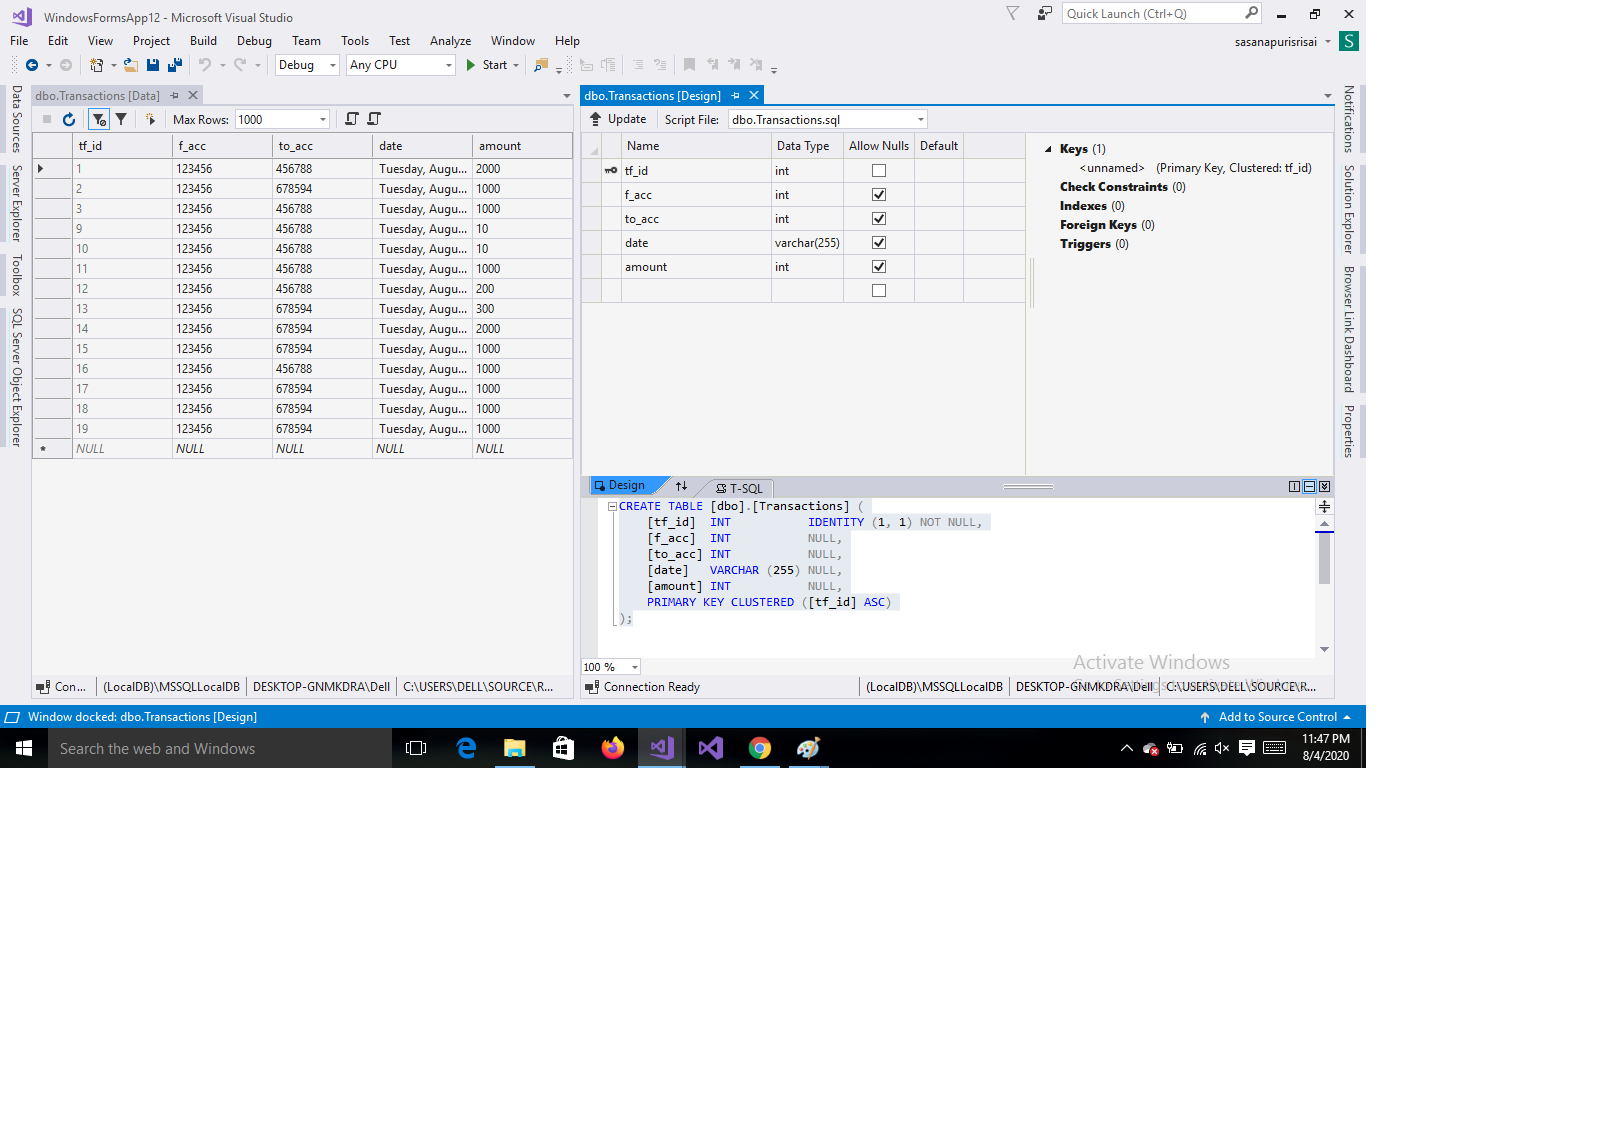 WindowsFormsApp12 - Microsoft Visual Studio
Quick Launch (Ctrl+Q)
File Edit View Project Build Debug Team Tools Test Analyze Window Help
sasanapurisrisai S
Debug Any CPU Start
Data Sources
Server Explorer
Toolbox
SQL Server Object Explorer
dbo.Transactions [Data]
Max Rows: 1000
tf_id f_acc to_acc date amount
1 123456 456788 Tuesday, Augu... 2000
2 123456 678594 Tuesday, Augu... 1000
3 123456 456788 Tuesday, Augu... 1000
9 123456 456788 Tuesday, Augu... 10
10 123456 456788 Tuesday, Augu... 10
11 123456 456788 Tuesday, Augu... 1000
12 123456 456788 Tuesday, Augu... 200
13 123456 678594 Tuesday, Augu... 300
14 123456 678594 Tuesday, Augu... 2000
15 123456 678594 Tuesday, Augu... 1000
16 123456 456788 Tuesday, Augu... 1000
17 123456 678594 Tuesday, Augu... 1000
18 123456 678594 Tuesday, Augu... 1000
19 123456 678594 Tuesday, Augu... 1000
NULL NULL NULL NULL NULL
Con... (LocalDB)\MSSQLLocalDB DESKTOP-GNMKDRA\Dell C:\USERS\DELL\SOURCE\R...
dbo.Transactions [Design]
Update Script File: dbo.Transactions.sql
Name Data Type Allow Nulls Default
tf_id int
f_acc int
to_acc int
date varchar(255)
amount int
Keys (1)
<unnamed> (Primary Key, Clustered: tf_id)
Check Constraints (0)
Indexes (0)
Foreign Keys (0)
Triggers (0)
Design T-SQL
CREATE TABLE [dbo].[Transactions] (
[tf_id] INT IDENTITY (1, 1) NOT NULL,
[f_acc] INT NULL,
[to_acc] INT NULL,
[date] VARCHAR (255) NULL,
[amount] INT NULL,
PRIMARY KEY CLUSTERED ([tf_id] ASC)
);
100 %
Activate Windows
Connection Ready (LocalDB)\MSSQLLocalDB DESKTOP-GNMKDRA\Dell C:\USERS\DELL\SOURCE\R...
Notifications
Solution Explorer
Browser Link Dashboard
Properties
Window docked: dbo.Transactions [Design]
Add to Source Control
Search the web and Windows
11:47 PM
8/4/2020